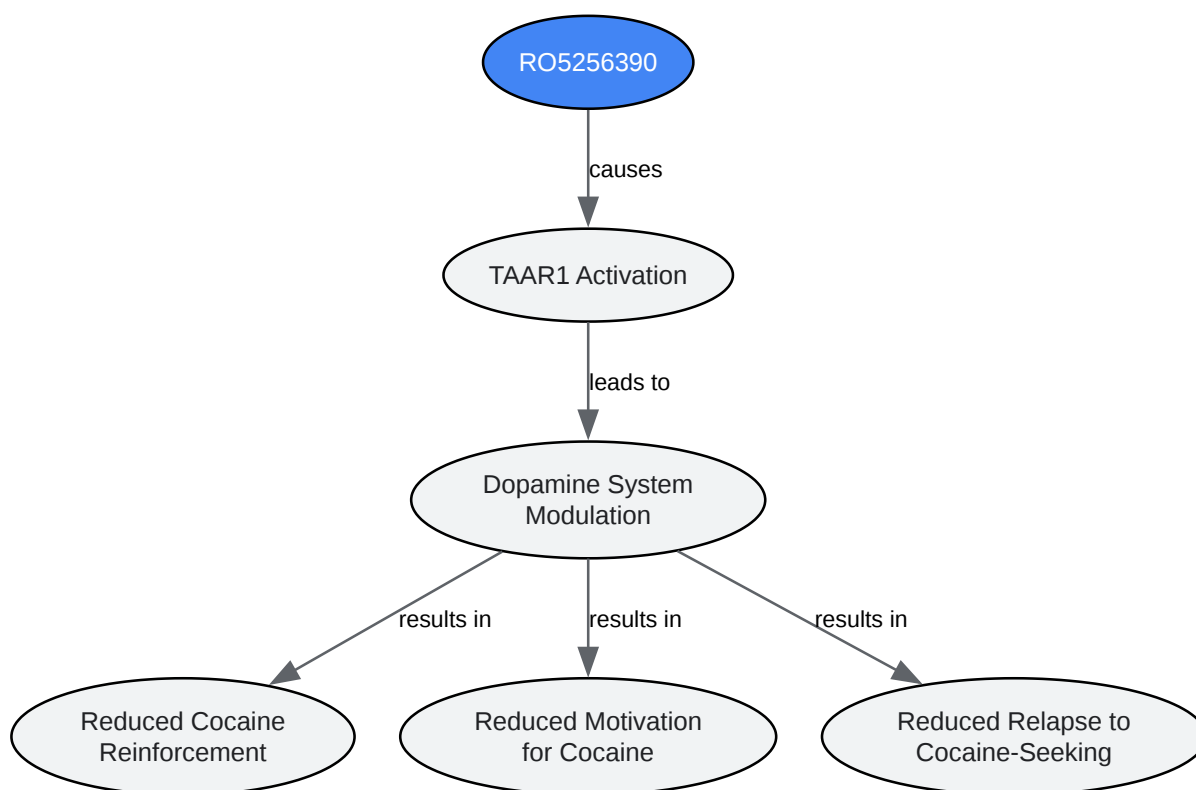 RO5256390
causes
TAAR1 Activation
leads to
Dopamine System
Modulation
results in
results in
results in
Reduced Cocaine
Reinforcement
Reduced Motivation
for Cocaine
Reduced Relapse to
Cocaine-Seeking